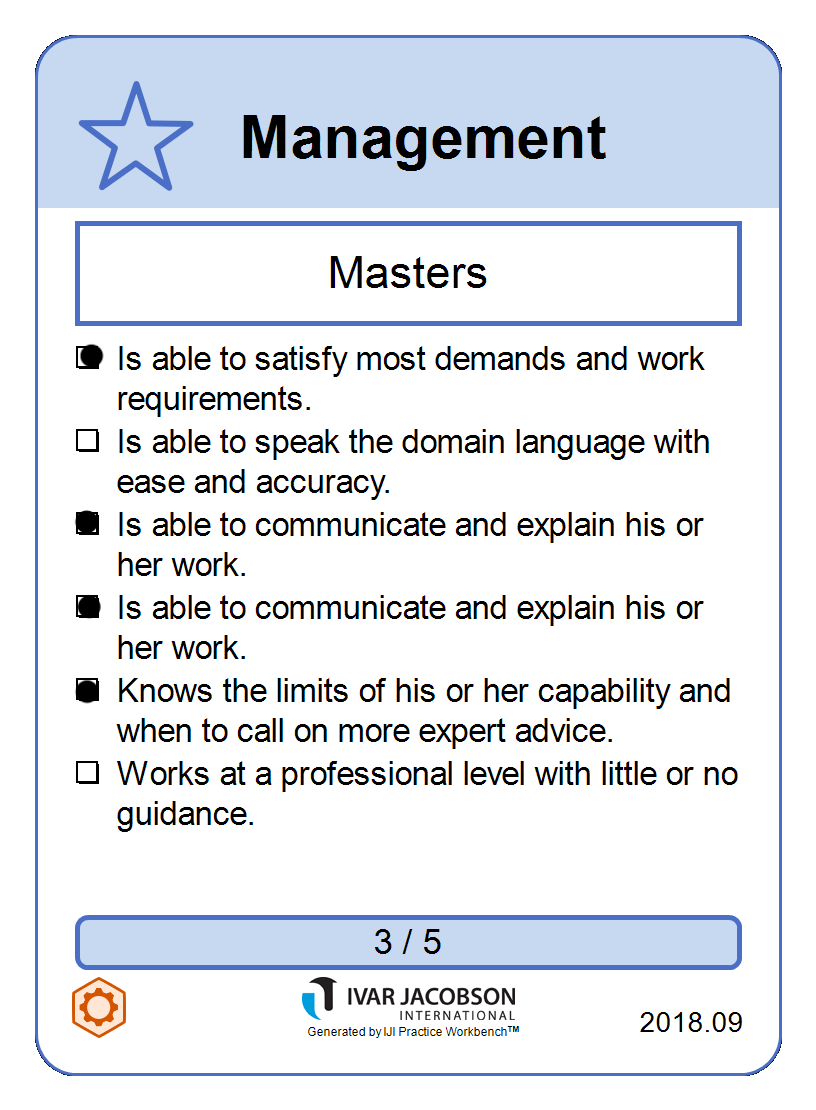 Management
Masters
Is able to satisfy most demands and work
requirements.
Is able to speak the domain language with
ease and accuracy.
Is able to communicate and explain his or
her work.
Is able to communicate and explain his or
her work.
Knows the limits of his or her capability and
when to call on more expert advice.
Works at a professional level with little or no
guidance.
3 / 5
IVAR JACOBSON
INTERNATIONAL
Generated by IJI Practice Workbench™
2018.09